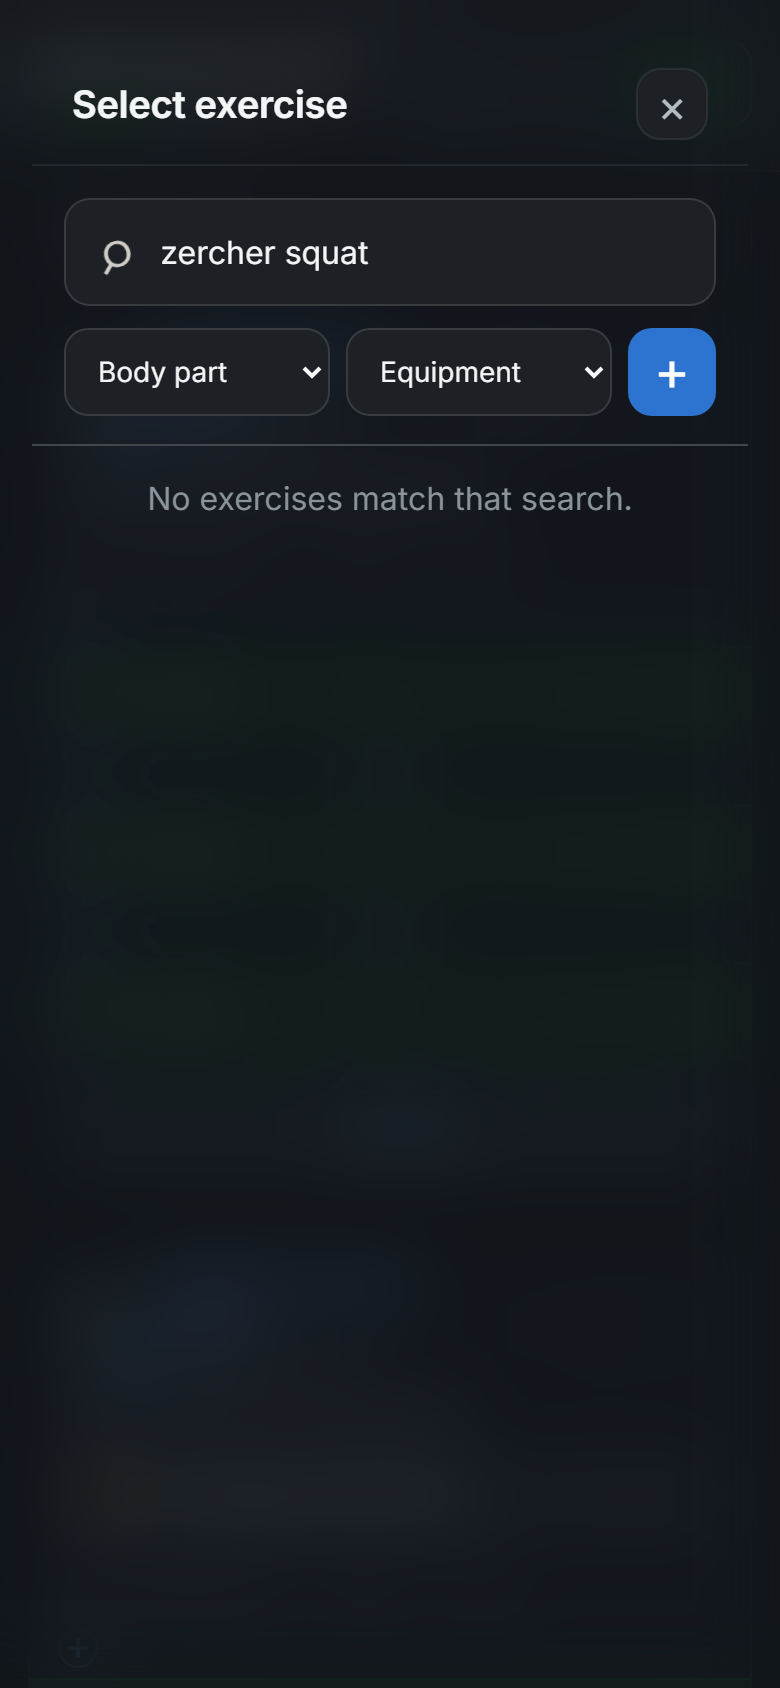 Select exercise
zercher squat
Body part
Equipment
No exercises match that search.